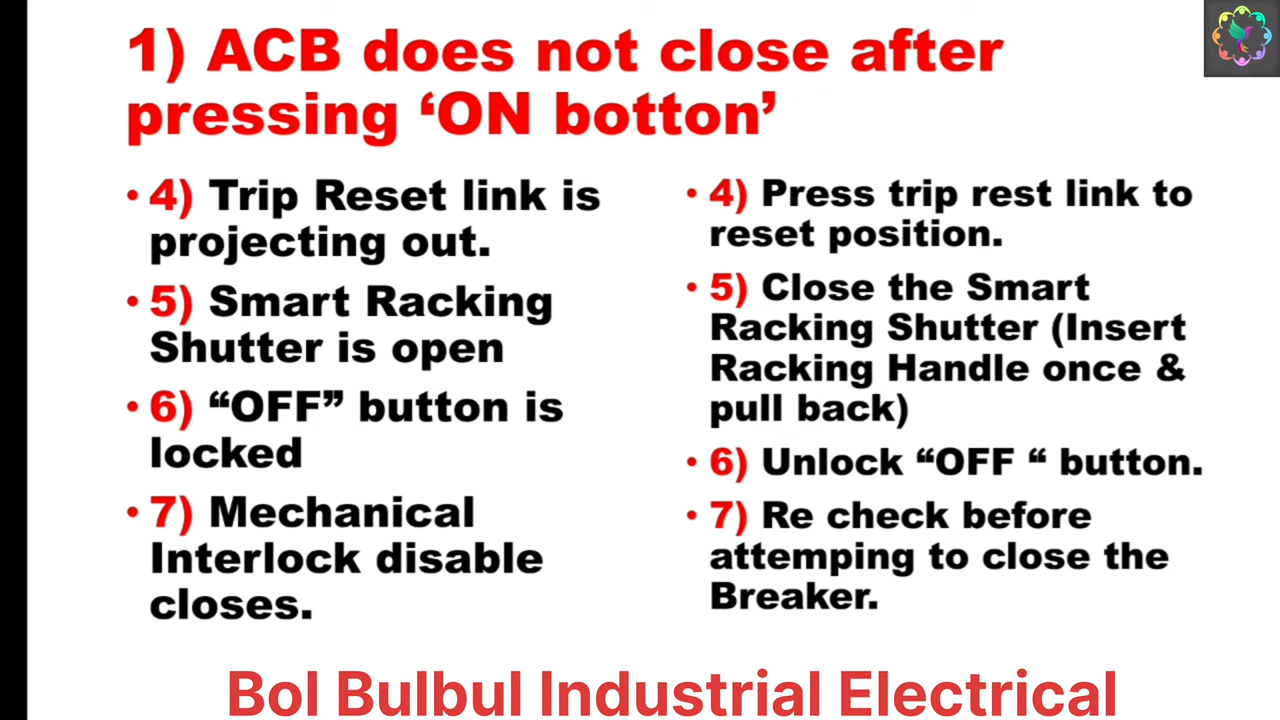 1) ACB does not close after
pressing ‘ON botton’
• 4) Trip Reset link is
projecting out.
• 5) Smart Racking
Shutter is open
• 6) “OFF” button is
locked
• 7) Mechanical
Interlock disable
closes.
• 4) Press trip rest link to
reset position.
• 5) Close the Smart
Racking Shutter (Insert
Racking Handle once &
pull back)
• 6) Unlock “OFF “ button.
• 7) Re check before
attemping to close the
Breaker.
Bol Bulbul Industrial Electrical